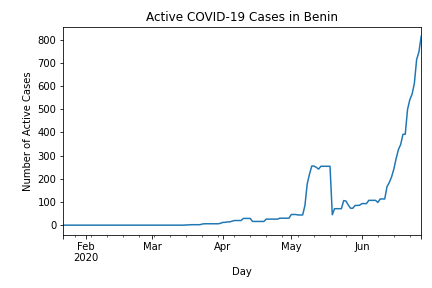 Active COVID-19 Cases in Benin
Number of Active Cases
800
700
600
500
400
300
200
100
0
Feb
2020
Mar
Apr
May
Jun
Day